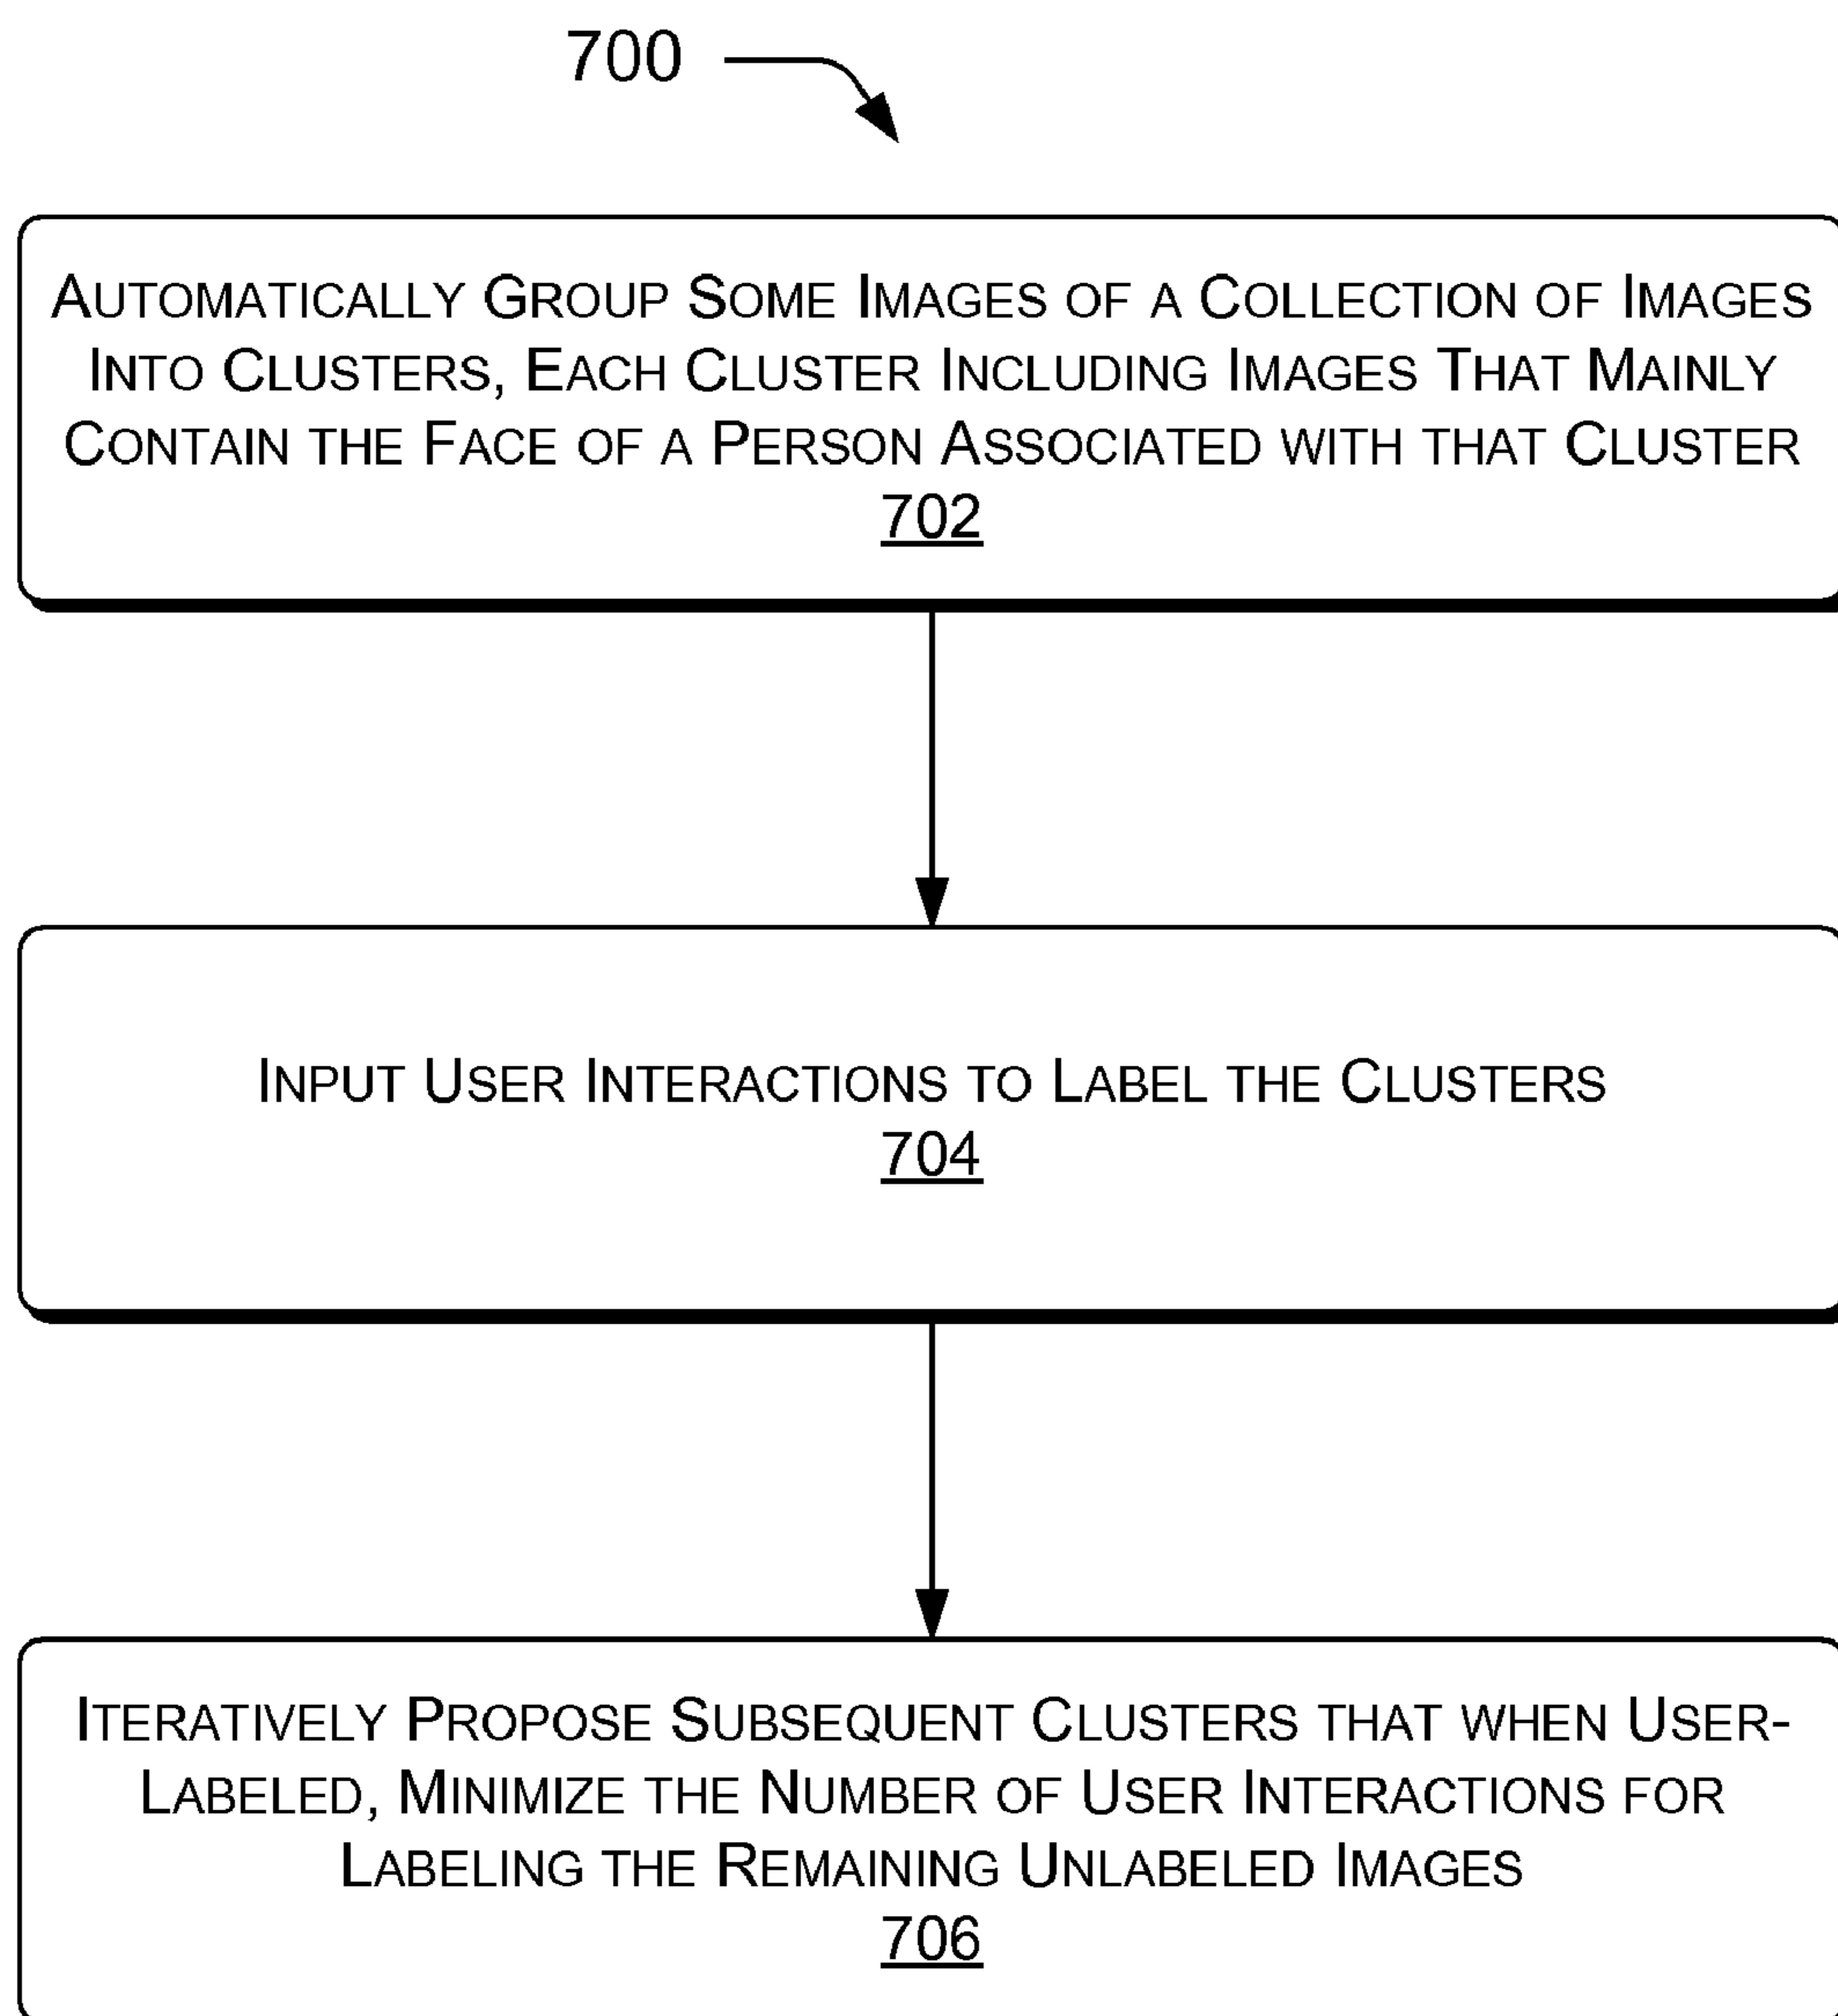 700
Automatically Group Some Images of a Collection of Images
Into Clusters, Each Cluster Including Images That Mainly
Contain the Face of a Person Associated with that Cluster
702
Input User Interactions to Label the Clusters
704
Iteratively Propose Subsequent Clusters that when User-
Labeled, Minimize the Number of User Interactions for
Labeling the Remaining Unlabeled Images
706